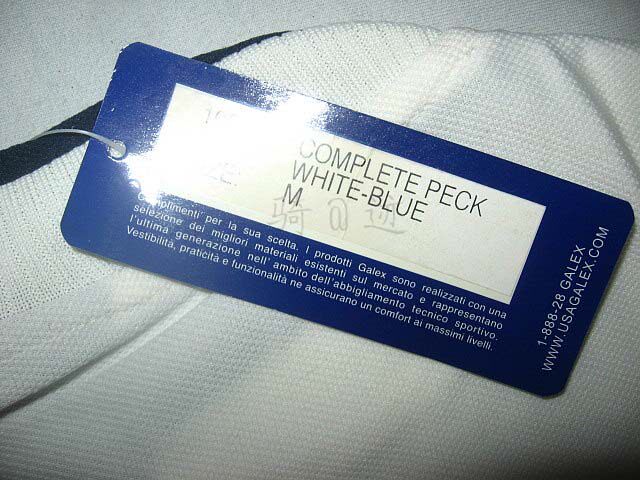 COMPLETE PECK
WHITE-BLUE
M
Complimenti per la sua scelta. I prodotti Galex sono realizzati con una
selezione dei migliori materiali esistenti sul mercato e rappresentano
l'ultima generazione nell' ambito dell'abbigliamento tecnico sportivo.
Vestibilità, praticità e funzionalità ne assicurano un comfort ai massimi livelli.
1-888-28 GALEX
WWW.USAGALEX.COM